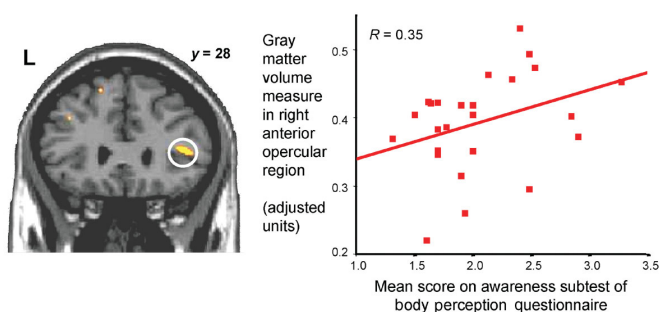 L
y = 28
Gray
matter
volume
measure
in right
anterior
opercular
region
(adjusted
units)
R = 0.35
0.5
0.4
0.3
0.2
1.0 1.5 2.0 2.5 3.0 3.5
Mean score on awareness subtest of
body perception questionnaire